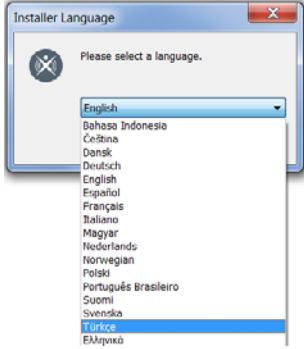 Installer Language
Please select a language.
English
Bahasa Indonesia
Čeština
Dansk
Deutsch
English
Español
Français
Italiano
Magyar
Nederlands
Norwegian
Polski
Português Brasileiro
Suomi
Svenska
Türkçe
Ελληνικά